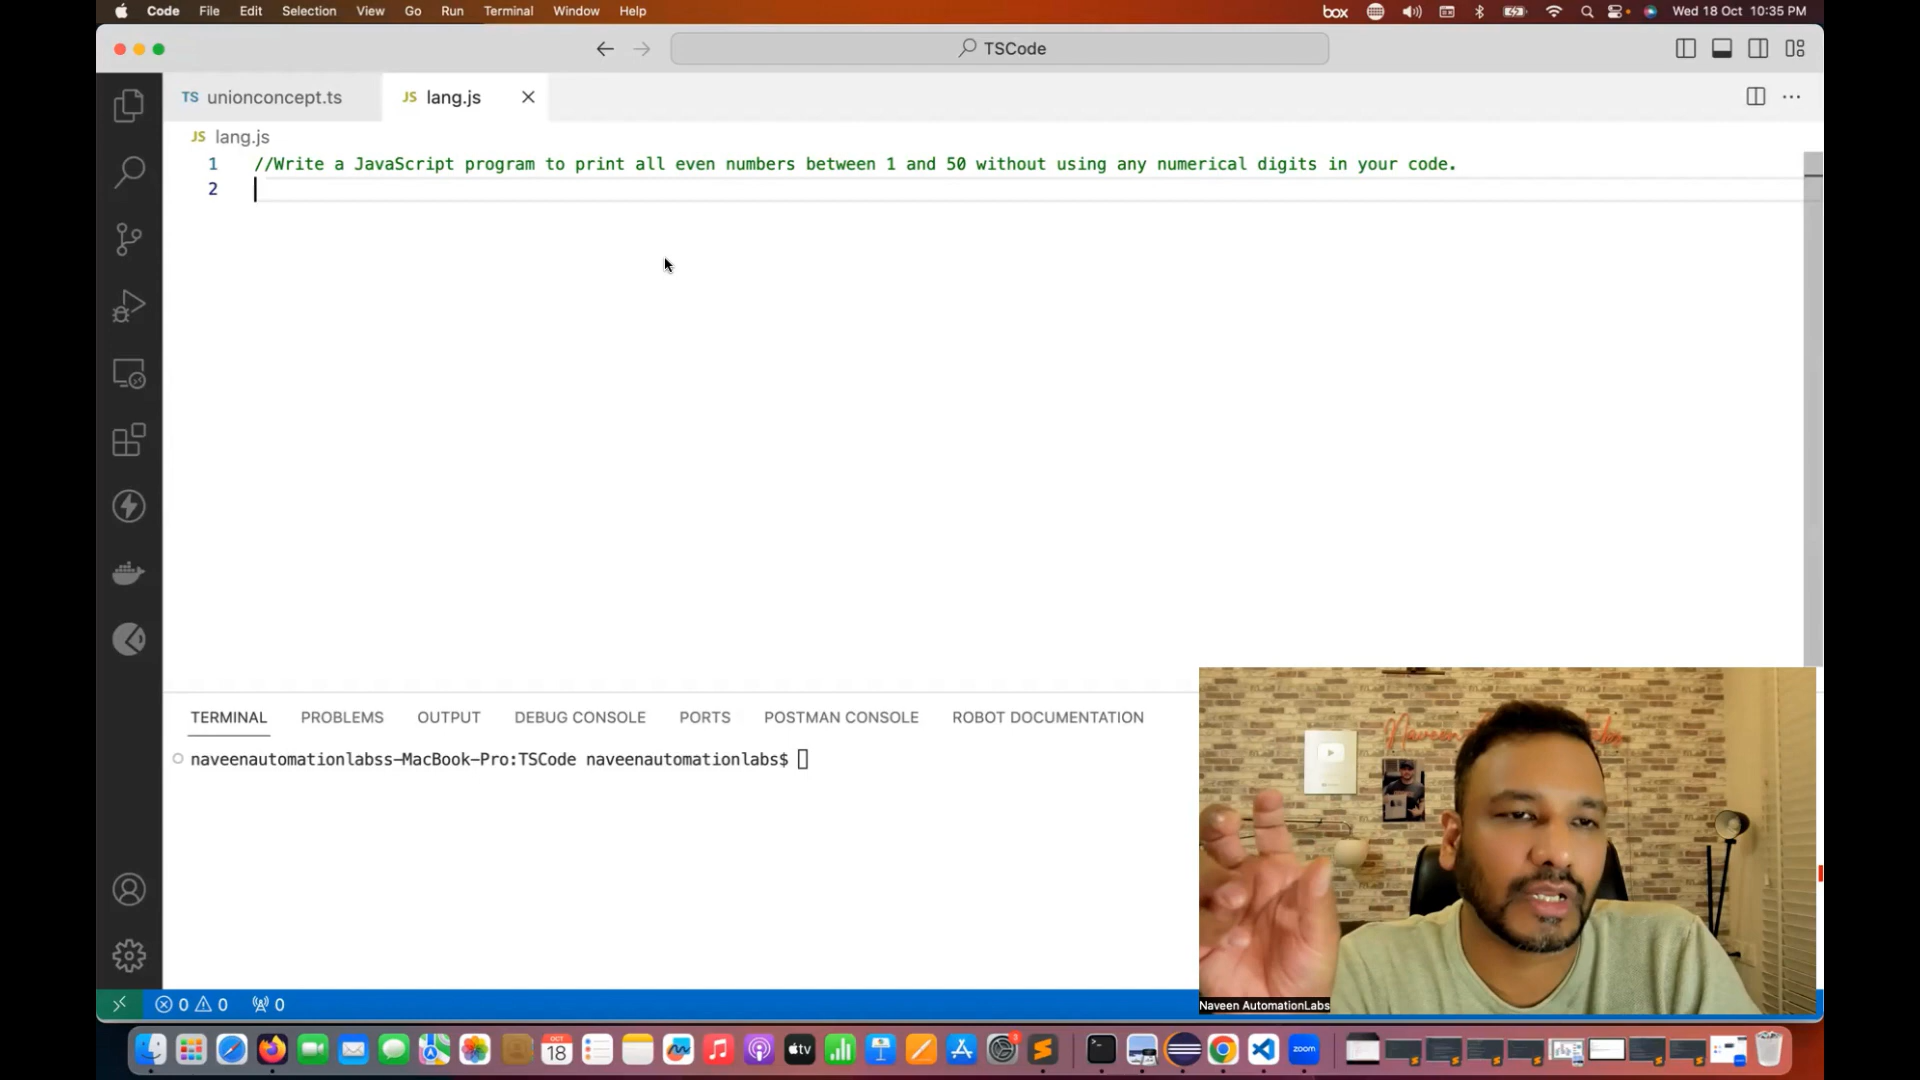 Code File Edit Selection View Go Run Terminal Window Help box Wed 18 Oct 10:35 PM
TSCode
TS unionconcept.ts JS lang.js
JS lang.js
1 //Write a JavaScript program to print all even numbers between 1 and 50 without using any numerical digits in your code.
2
TERMINAL PROBLEMS OUTPUT DEBUG CONSOLE PORTS POSTMAN CONSOLE ROBOT DOCUMENTATION
naveenautomationlabss-MacBook-Pro:TSCode naveenautomationlabs$
Naveen AutomationLabs
0 0 0
OCT
18
tv
zoom